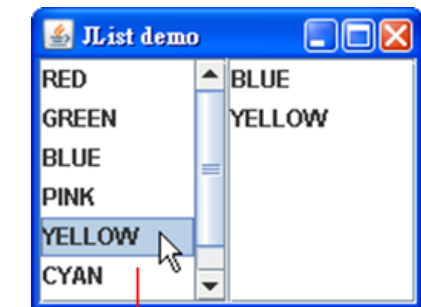 JList demo
RED
GREEN
BLUE
PINK
YELLOW
CYAN
BLUE
YELLOW